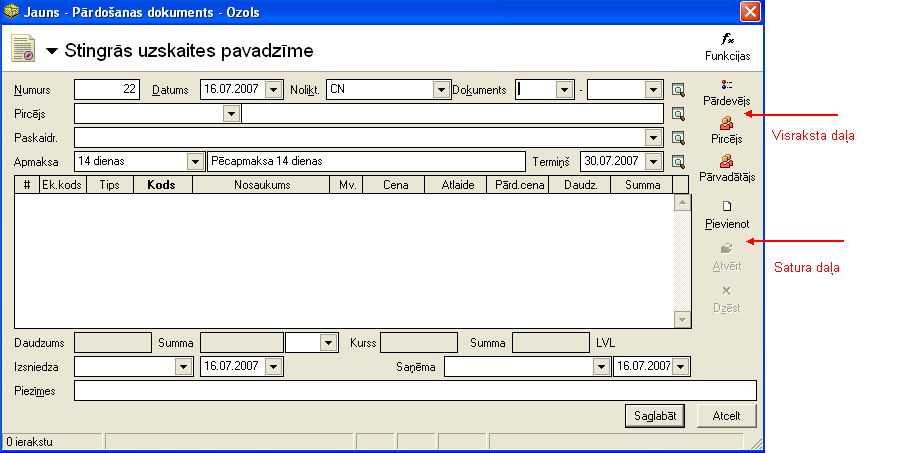 Jauns - Pārdošanas dokuments - Ozols
Stingrās uzskaites pavadzīme
Funkcijas
Numurs 22 Datums 16.07.2007 Nolikt. CN Dokuments -
Pārdevējs
Pircējs
Visraksta daļa
Paskaidr.
Pircējs
Apmaksa 14 dienas Pēcapmaksa 14 dienas Termiņš 30.07.2007
Pārvadātājs
# Ek.kods Tips Kods Nosaukums Mv. Cena Atlaide Pārd.cena Daudz. Summa
Pievienot
Atvērt
Satura daļa
Dzēst
Daudzums Summa Kurss Summa LVL
Izsniedza 16.07.2007 Saņēma 16.07.2007
Piezīmes
Saglabāt Atcelt
0 ierakstu